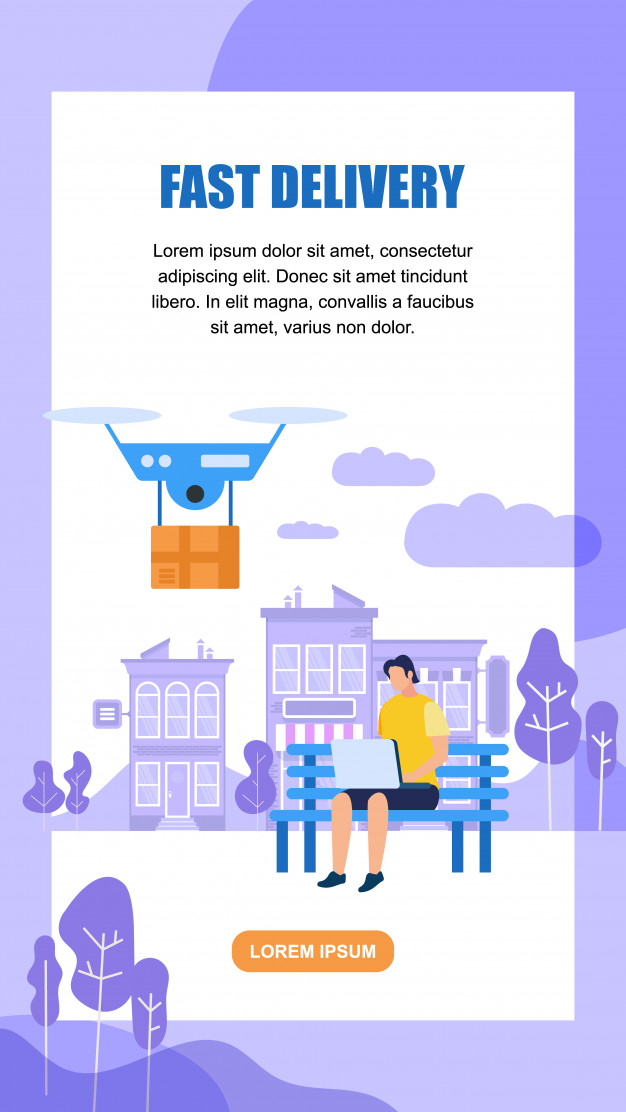 FAST DELIVERY
Lorem ipsum dolor sit amet, consectetur
adipiscing elit. Donec sit amet tincidunt
libero. In elit magna, convallis a faucibus
sit amet, varius non dolor.
LOREM IPSUM